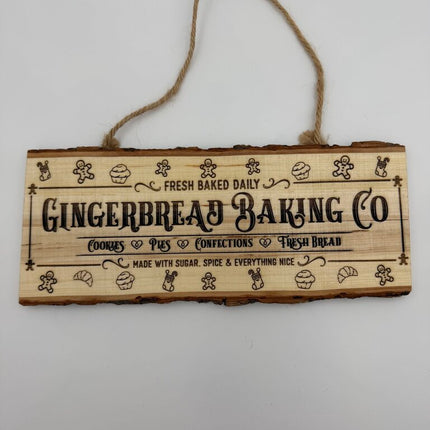 FRESH BAKED DAILY
GINGERBREAD BAKING CO
COOKIES PIES CONFECTIONS FRESH BREAD
MADE WITH SUGAR, SPICE & EVERYTHING NICE